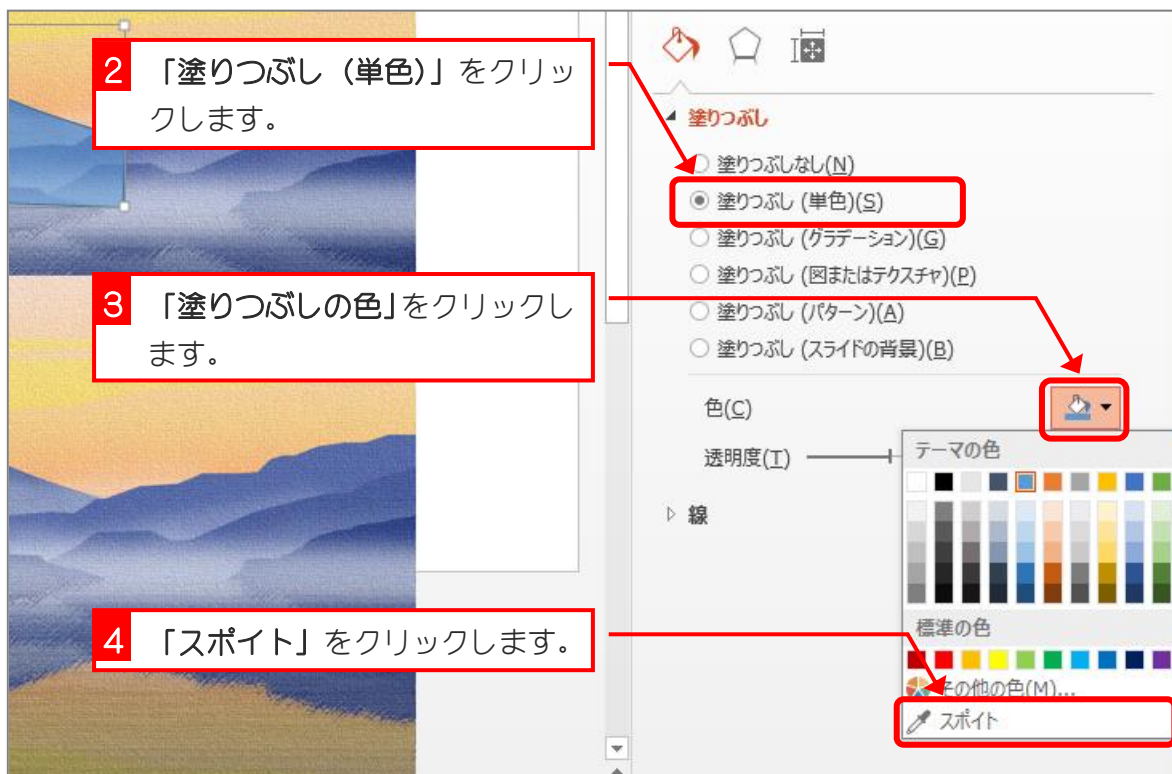 2 「塗りつぶし（単色）」をクリッ
クします。
3 「塗りつぶしの色」をクリックし
ます。
4 「スポイト」をクリックします。
塗りつぶし
塗りつぶしなし(N)
塗りつぶし (単色)(S)
塗りつぶし (グラデーション)(G)
塗りつぶし (図またはテクスチャ)(P)
塗りつぶし (パターン)(A)
塗りつぶし (スライドの背景)(B)
色(C)
透明度(T)
線
テーマの色
標準の色
その他の色(M)...
スポイト